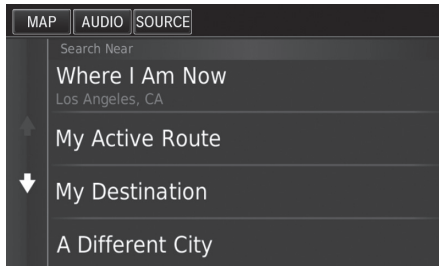 MAP AUDIO SOURCE
Search Near
Where I Am Now
Los Angeles, CA
My Active Route
My Destination
A Different City